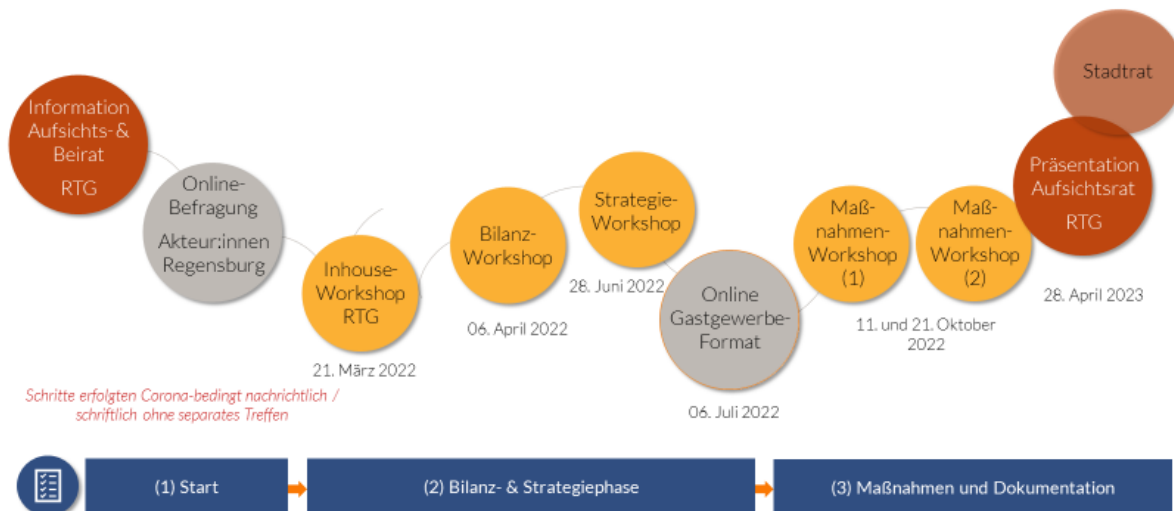 Information
Aufsichts- &
Beirat
RTG
Online-
Befragung
Akteur:innen
Regensburg
Inhouse-
Workshop
RTG
21. März 2022
Schritte erfolgten Corona-bedingt nachrichtlich /
schriftlich ohne separates Treffen
Bilanz-
Workshop
06. April 2022
Strategie-
Workshop
28. Juni 2022
Online
Gastgewerbe-
Format
06. Juli 2022
Maß-
nahmen-
Workshop
(1)
Maß-
nahmen-
Workshop
(2)
11. und 21. Oktober
2022
Stadtrat
Präsentation
Aufsichtsrat
RTG
28. April 2023
(1) Start
(2) Bilanz- & Strategiephase
(3) Maßnahmen und Dokumentation